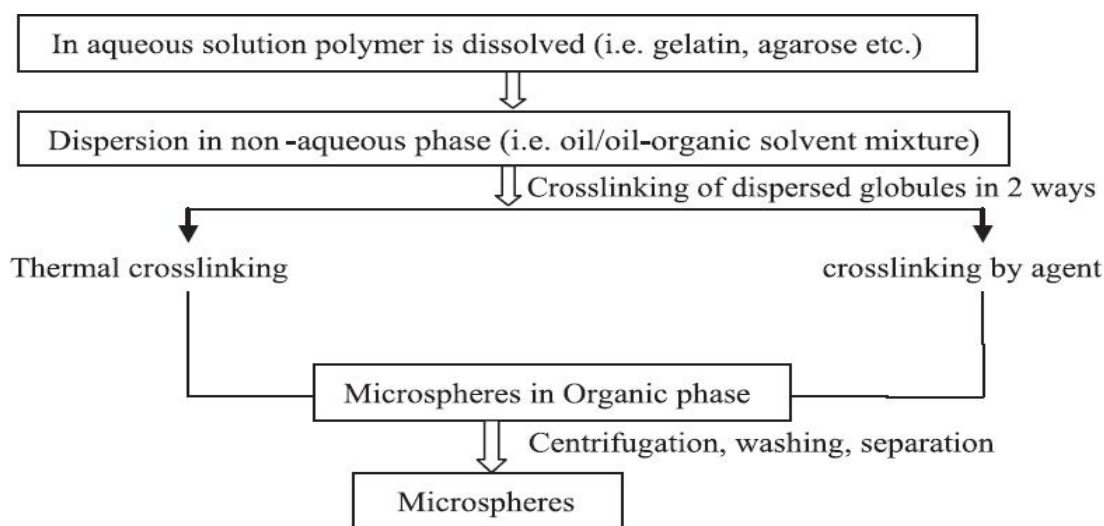 In aqueous solution polymer is dissolved (i.e. gelatin, agarose etc.)
Dispersion in non-aqueous phase (i.e. oil/oil-organic solvent mixture)
Crosslinking of dispersed globules in 2 ways
Thermal crosslinking
crosslinking by agent
Microspheres in Organic phase
Centrifugation, washing, separation
Microspheres